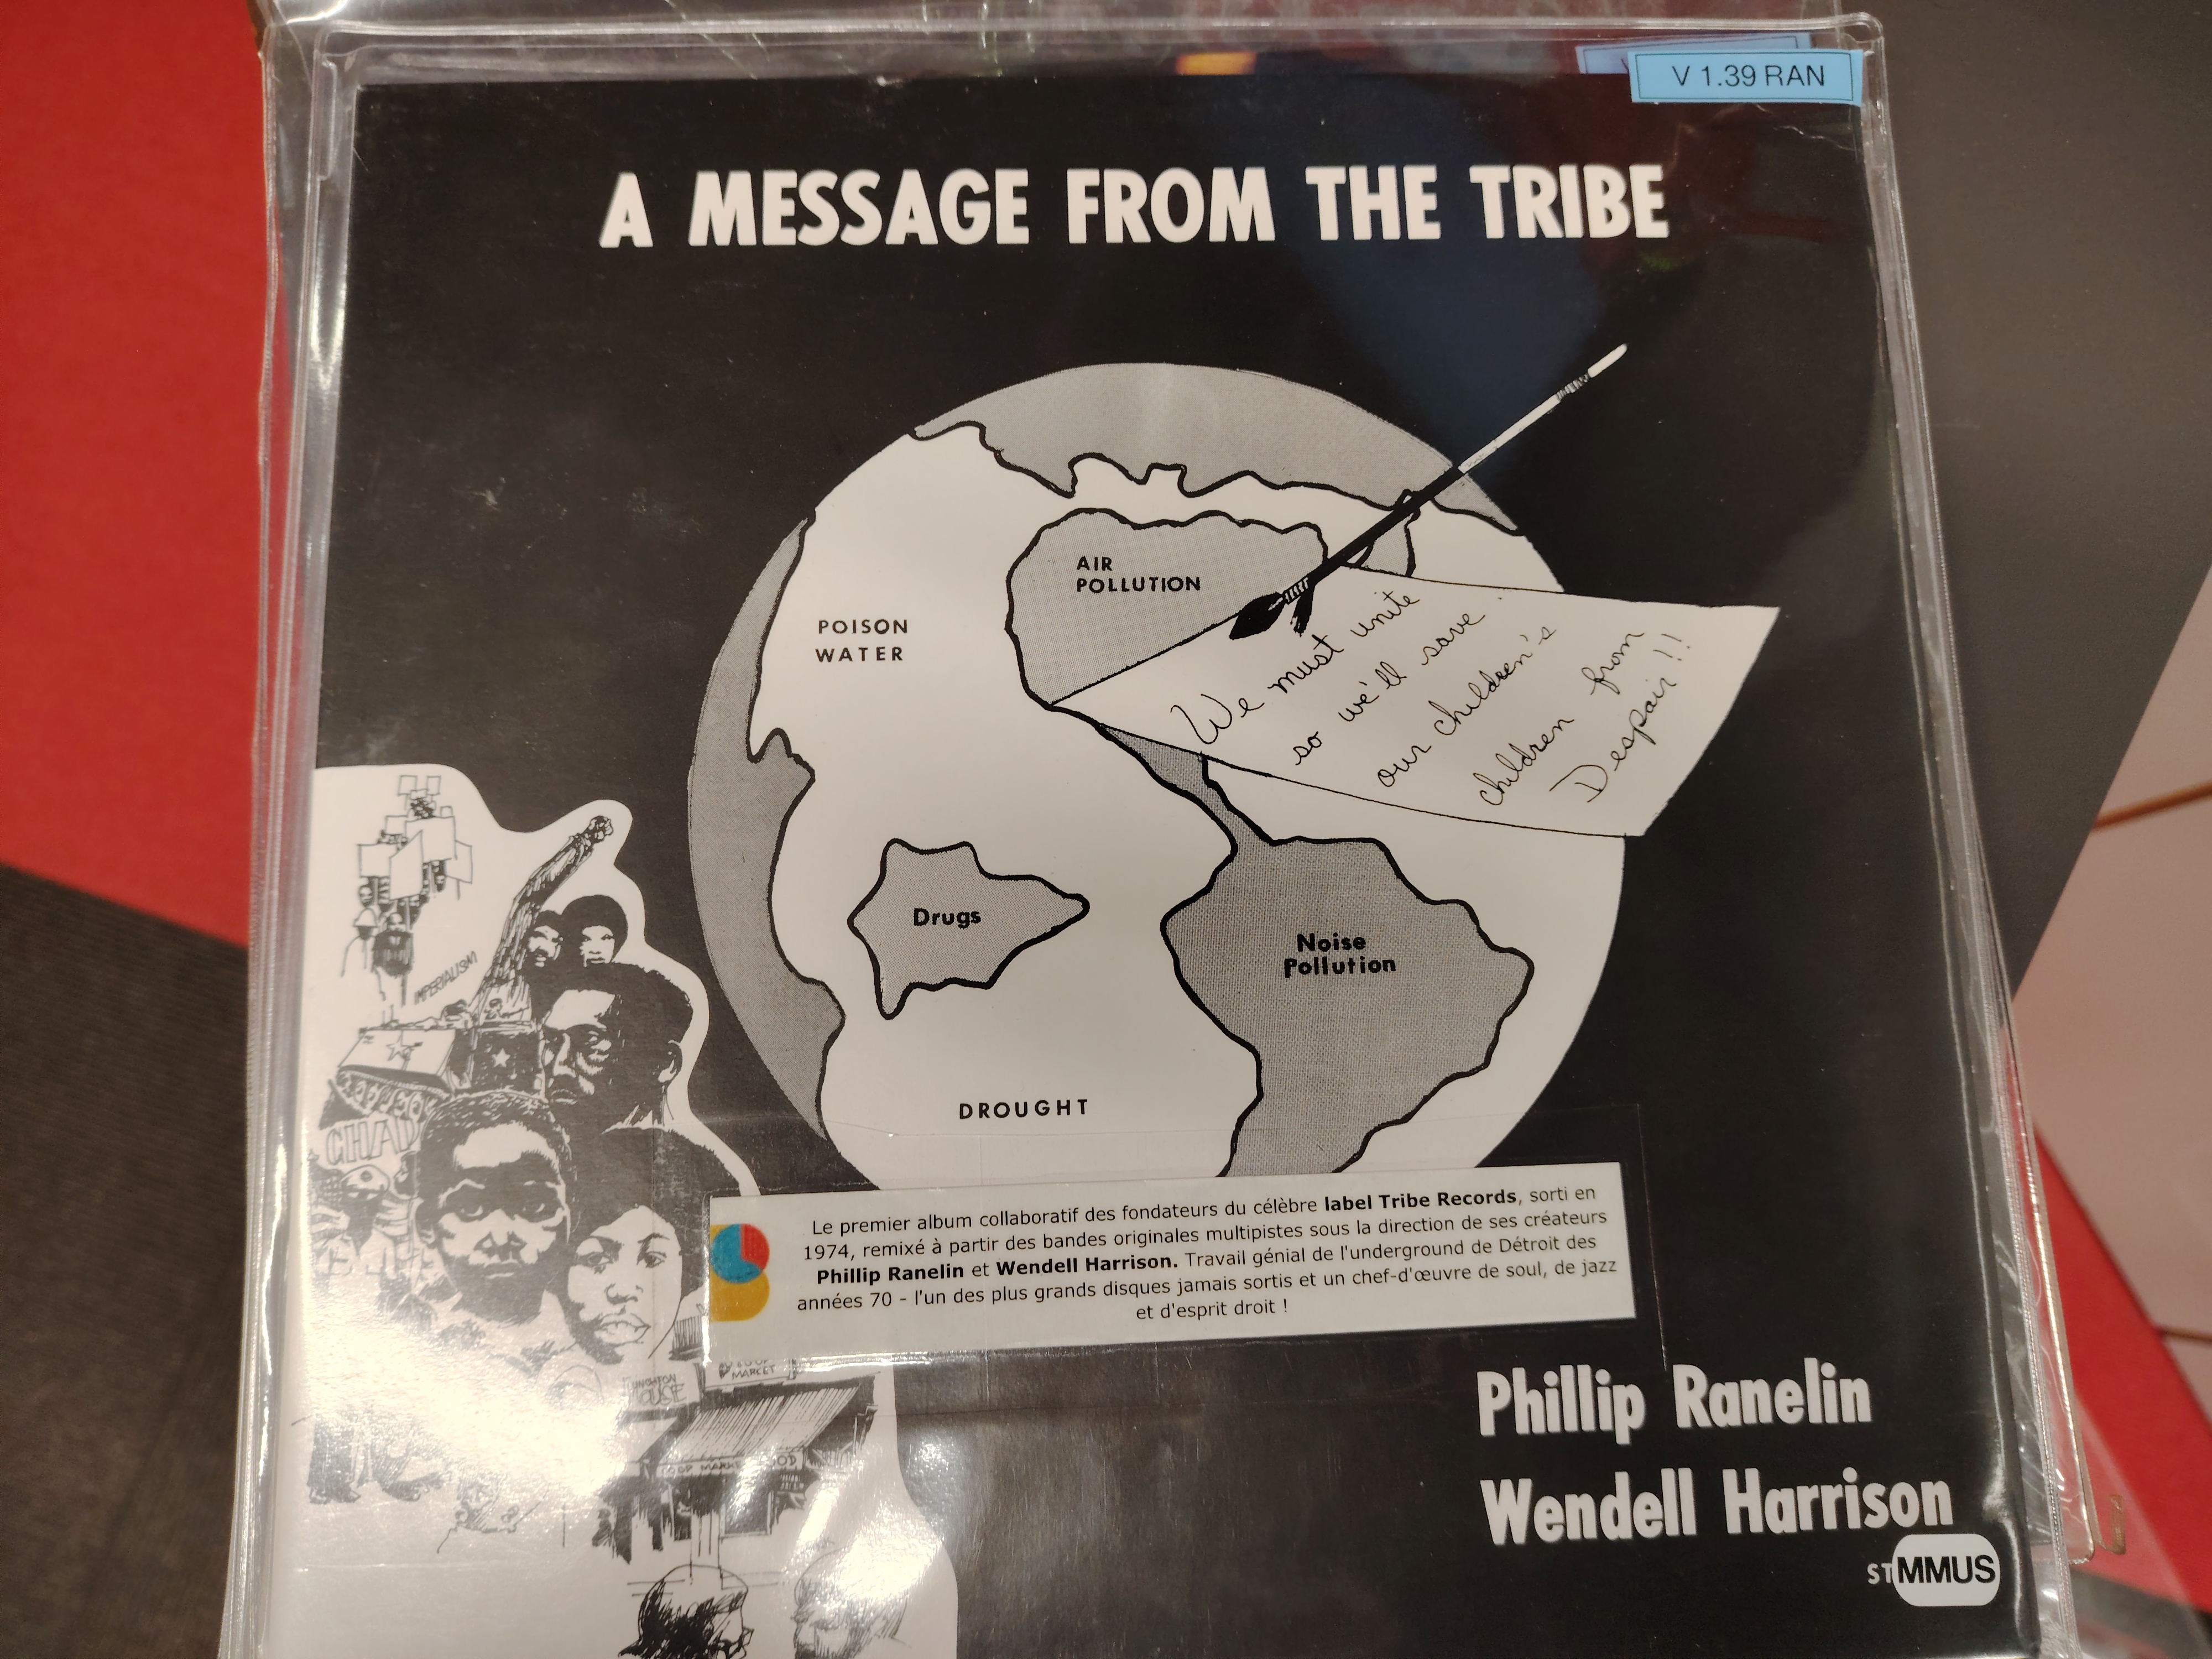 V 1.39 RAN
A MESSAGE FROM THE TRIBE
AIR
POLLUTION
POISON
WATER
We must unite
so we'll save
our children's
children from
Despair!!
Drugs
Noise
Pollution
IMPERIALISM
DROUGHT
Le premier album collaboratif des fondateurs du célèbre label Tribe Records, sorti en
1974, remixé à partir des bandes originales multipistes sous la direction de ses créateurs
Phillip Ranelin et Wendell Harrison. Travail génial de l'underground de Détroit des
années 70 - l'un des plus grands disques jamais sortis et un chef-d'œuvre de soul, de jazz
et d'esprit droit !
MARKET
Phillip Ranelin
Wendell Harrison
ST MMUS